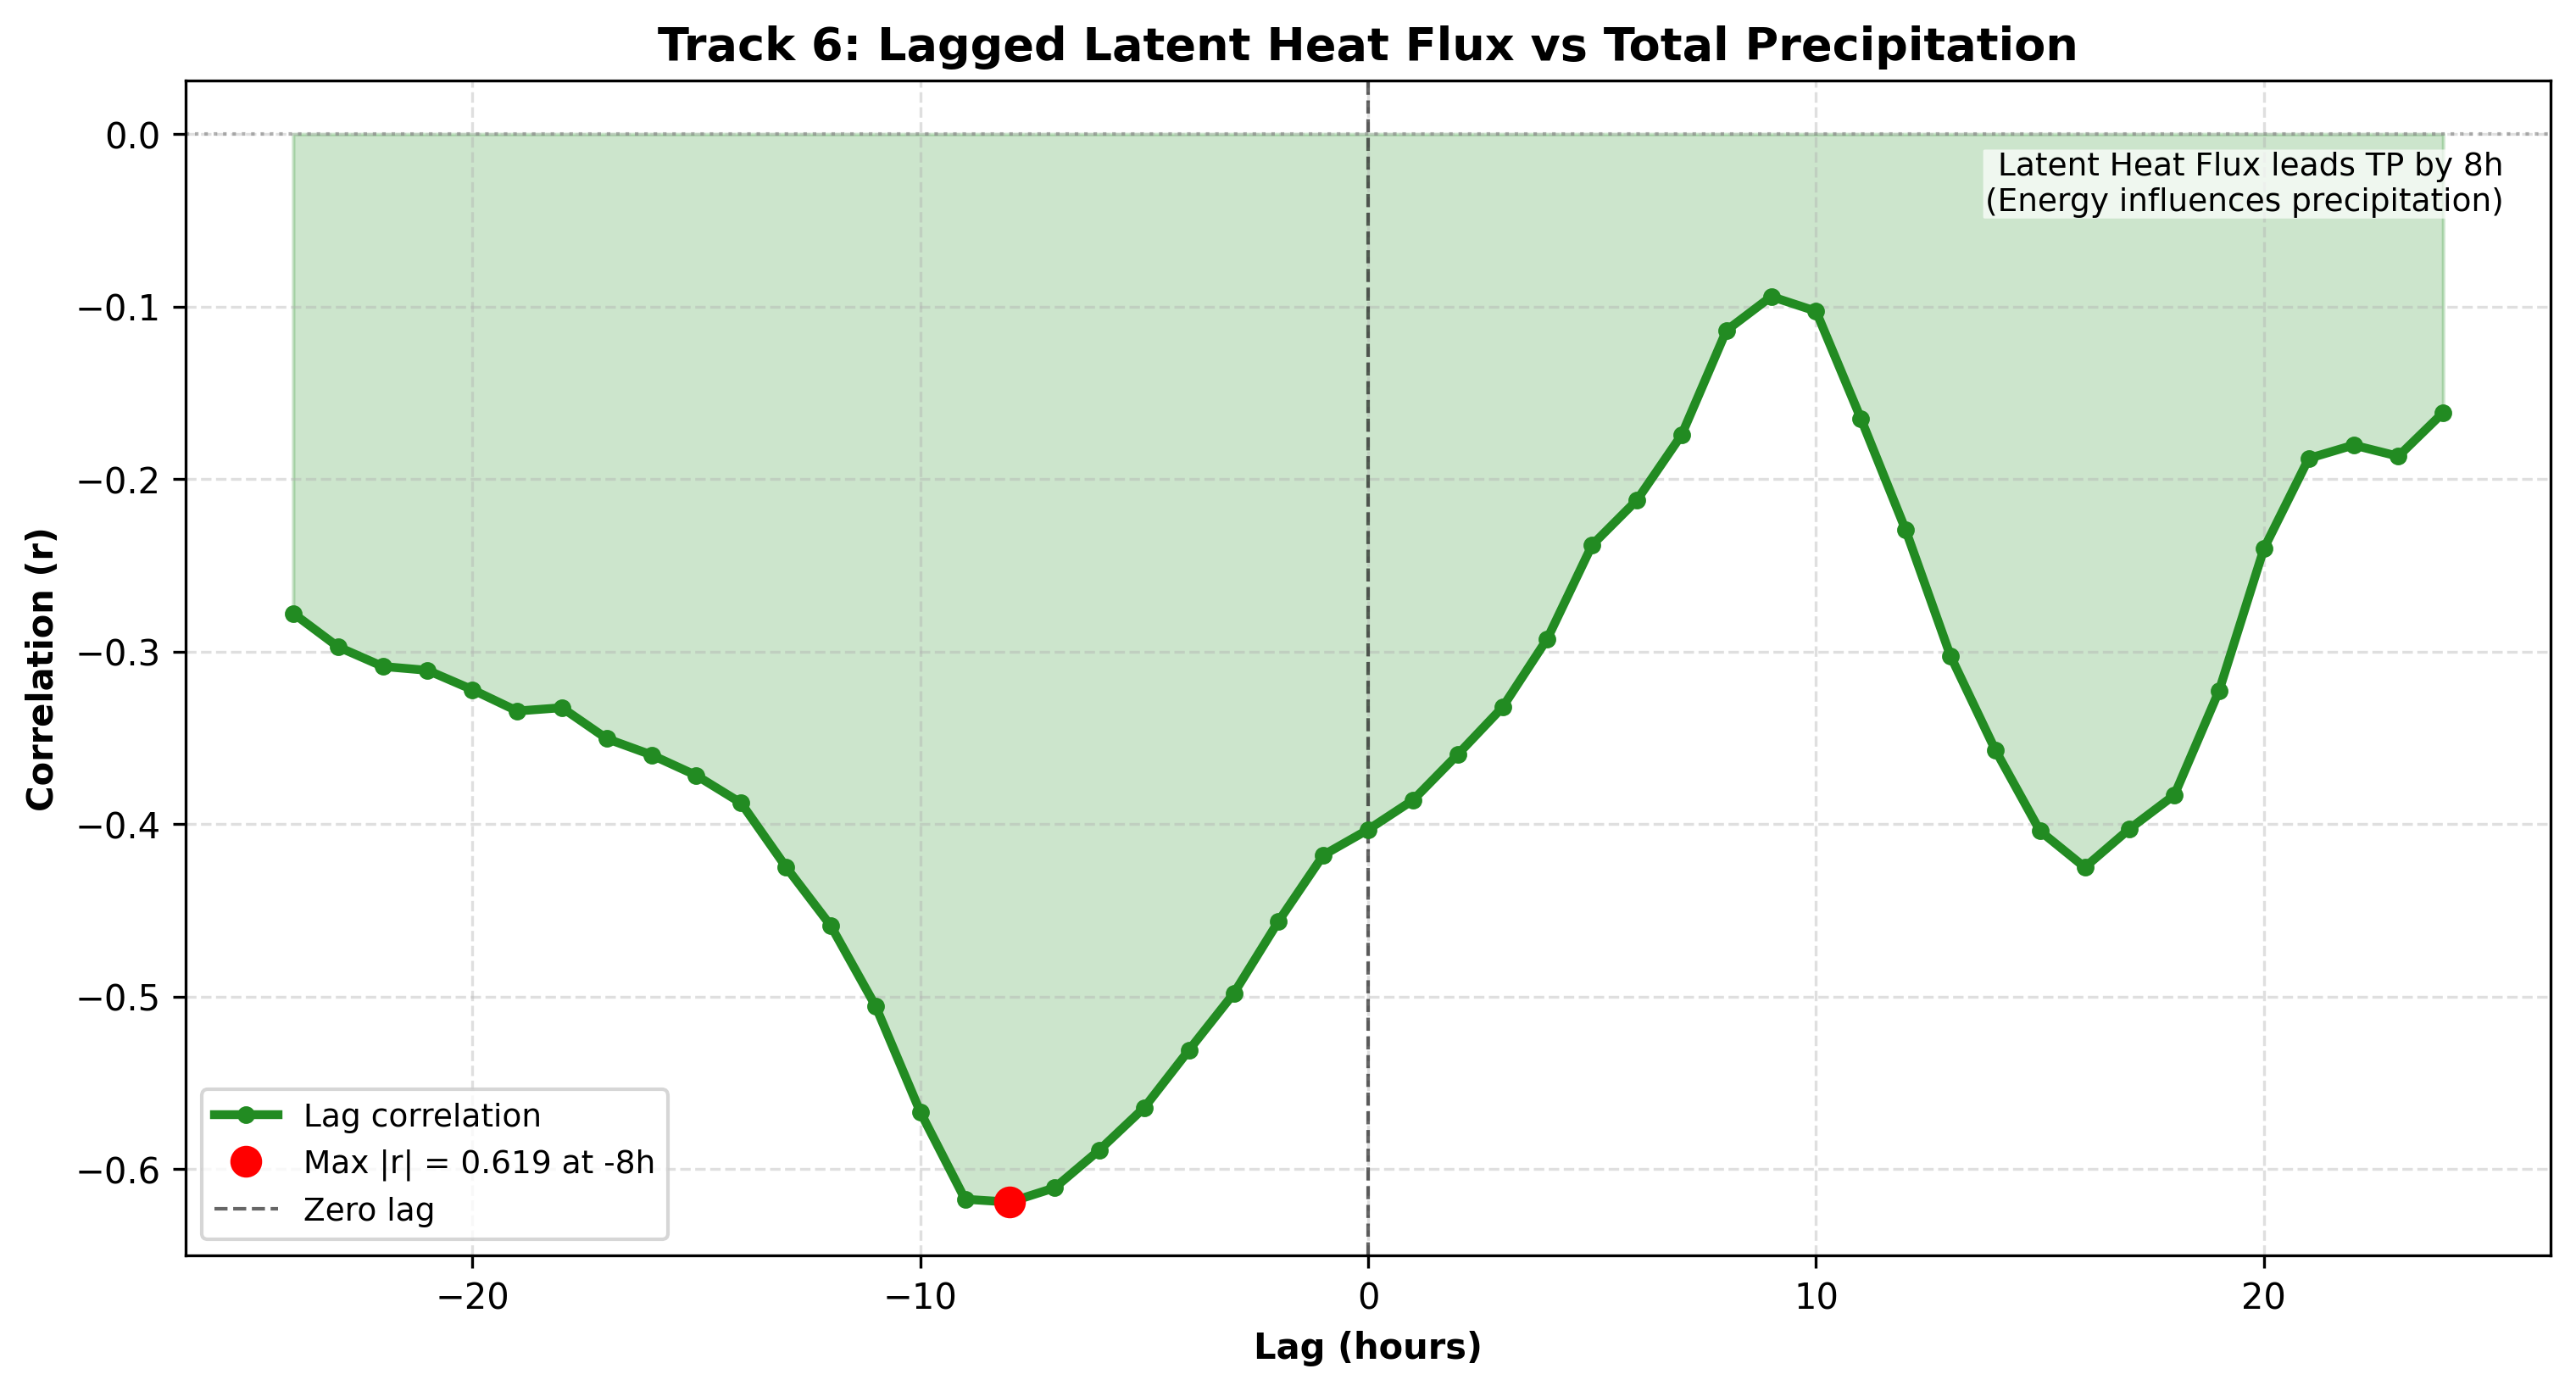 Track 6: Lagged Latent Heat Flux vs Total Precipitation
Correlation (r)
0.0
−0.1
−0.2
−0.3
−0.4
−0.5
−0.6
Latent Heat Flux leads TP by 8h
(Energy influences precipitation)
Lag correlation
Max |r| = 0.619 at -8h
Zero lag
−20
−10
0
10
20
Lag (hours)